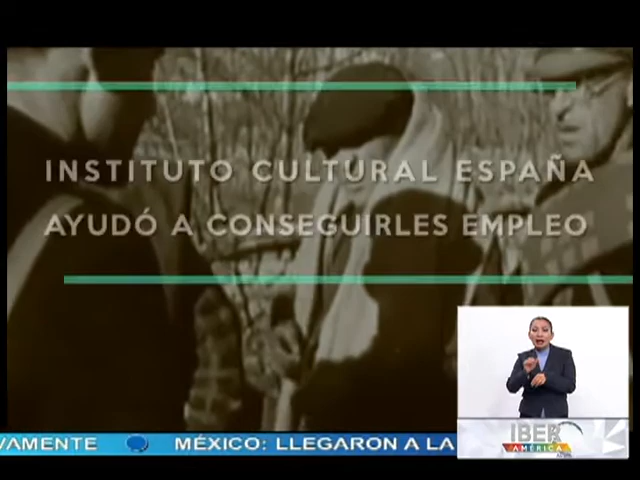 INSTITUTO CULTURAL ESPAÑA
AYUDÓ A CONSEGUIRLES EMPLEO
VAMENTE
MÉXICO: LLEGARON A LA
IBER
AMÉRICA